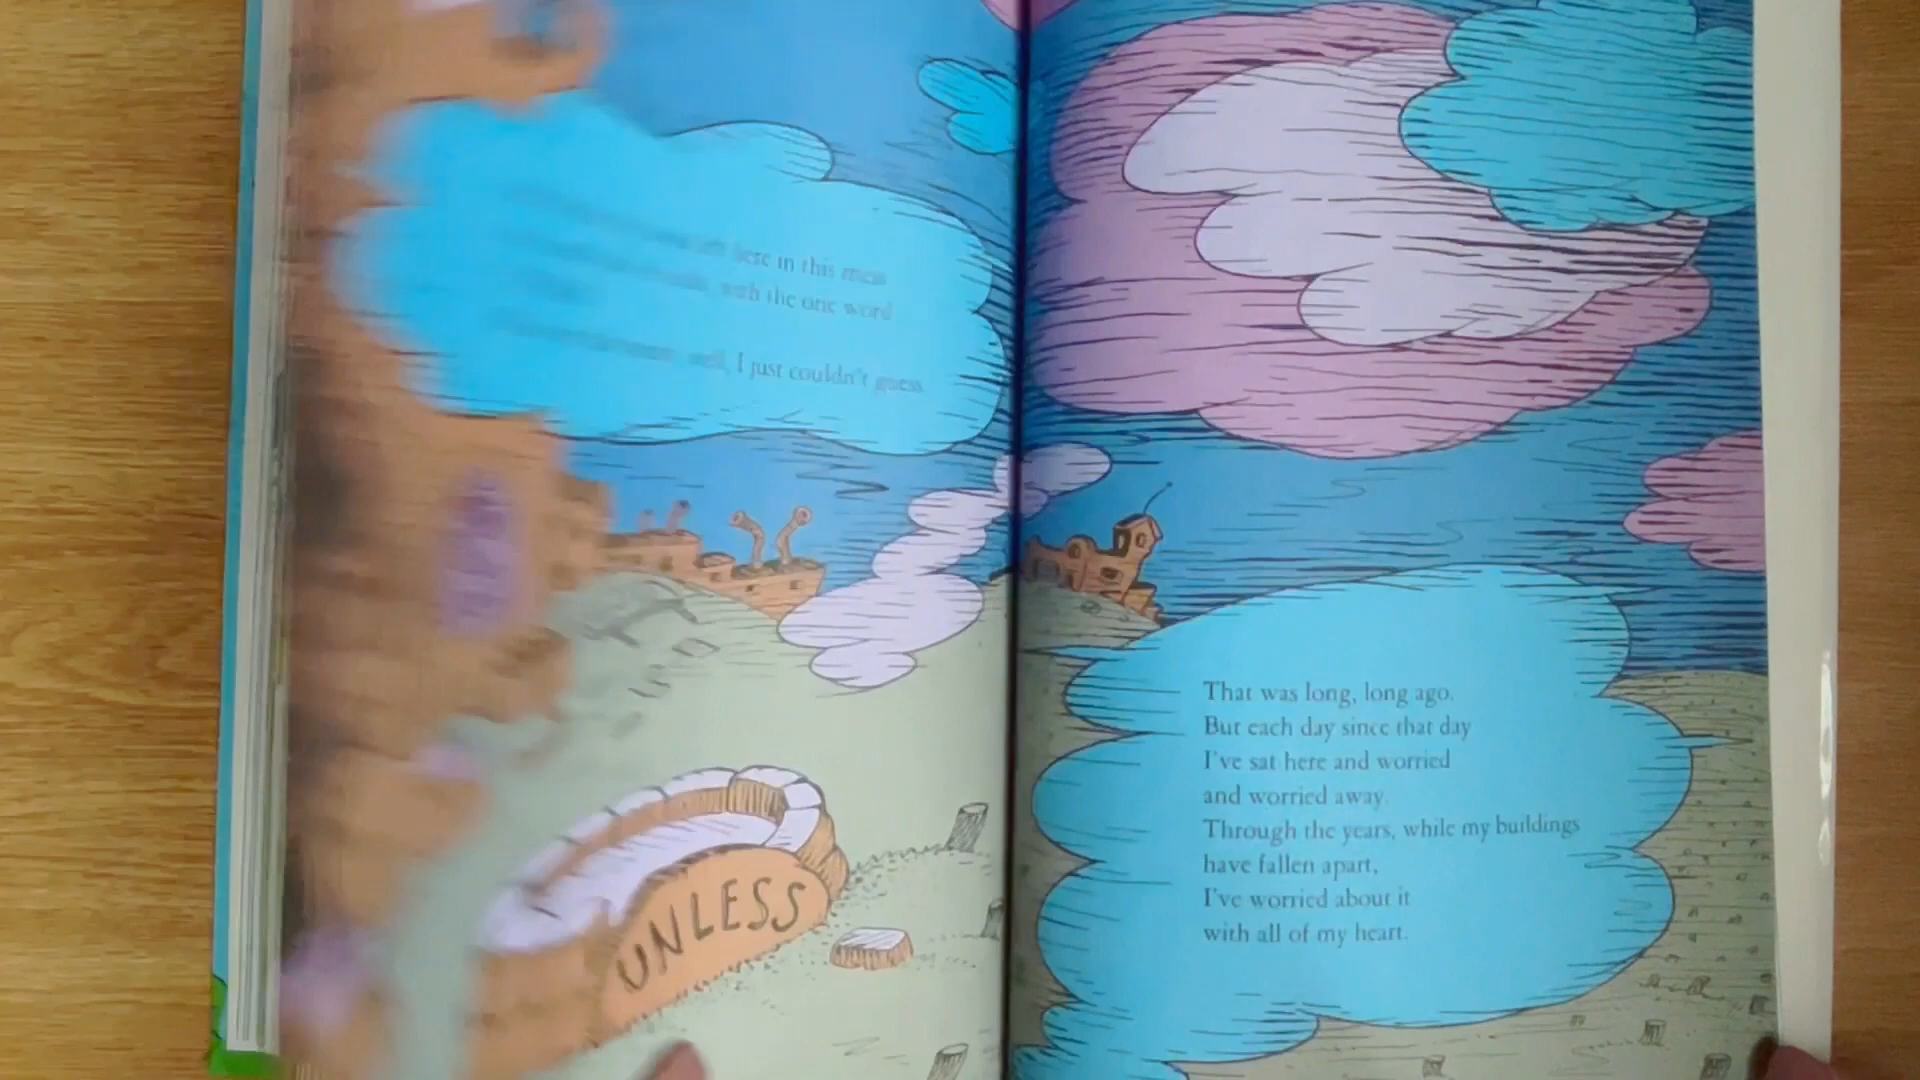 here in this mess
with the one word
well, I just couldn't guess.
UNLESS
That was long, long ago.
But each day since that day
I've sat here and worried
and worried away.
Through the years, while my buildings
have fallen apart,
I've worried about it
with all of my heart.